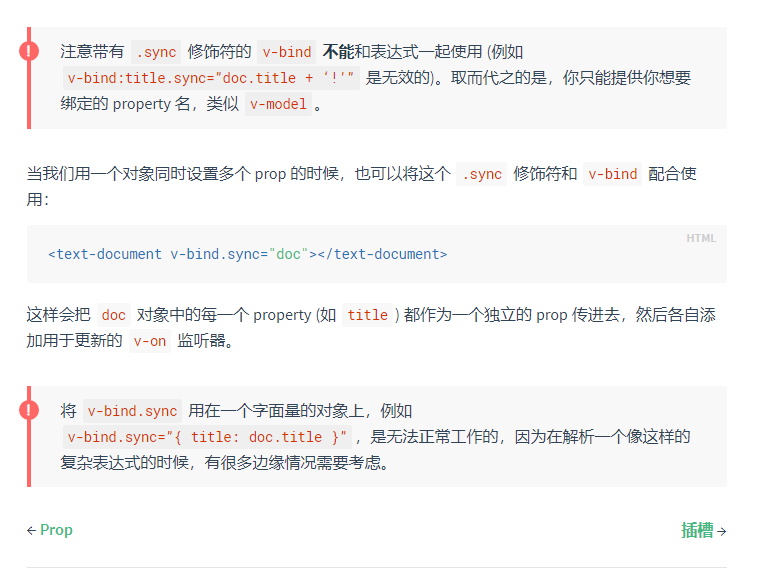 注意带有 .sync 修饰符的 v-bind 不能和表达式一起使用 (例如
v-bind:title.sync="doc.title + ‘!’" 是无效的)。取而代之的是，你只能提供你想要
绑定的 property 名，类似 v-model 。
当我们用一个对象同时设置多个 prop 的时候，也可以将这个 .sync 修饰符和 v-bind 配合使
用：
HTML
<text-document v-bind.sync="doc"></text-document>
这样会把 doc 对象中的每一个 property (如 title ) 都作为一个独立的 prop 传进去，然后各自添
加用于更新的 v-on 监听器。
将 v-bind.sync 用在一个字面量的对象上，例如
v-bind.sync="{ title: doc.title }" ，是无法正常工作的，因为在解析一个像这样的
复杂表达式的时候，有很多边缘情况需要考虑。
← Prop
插槽 →